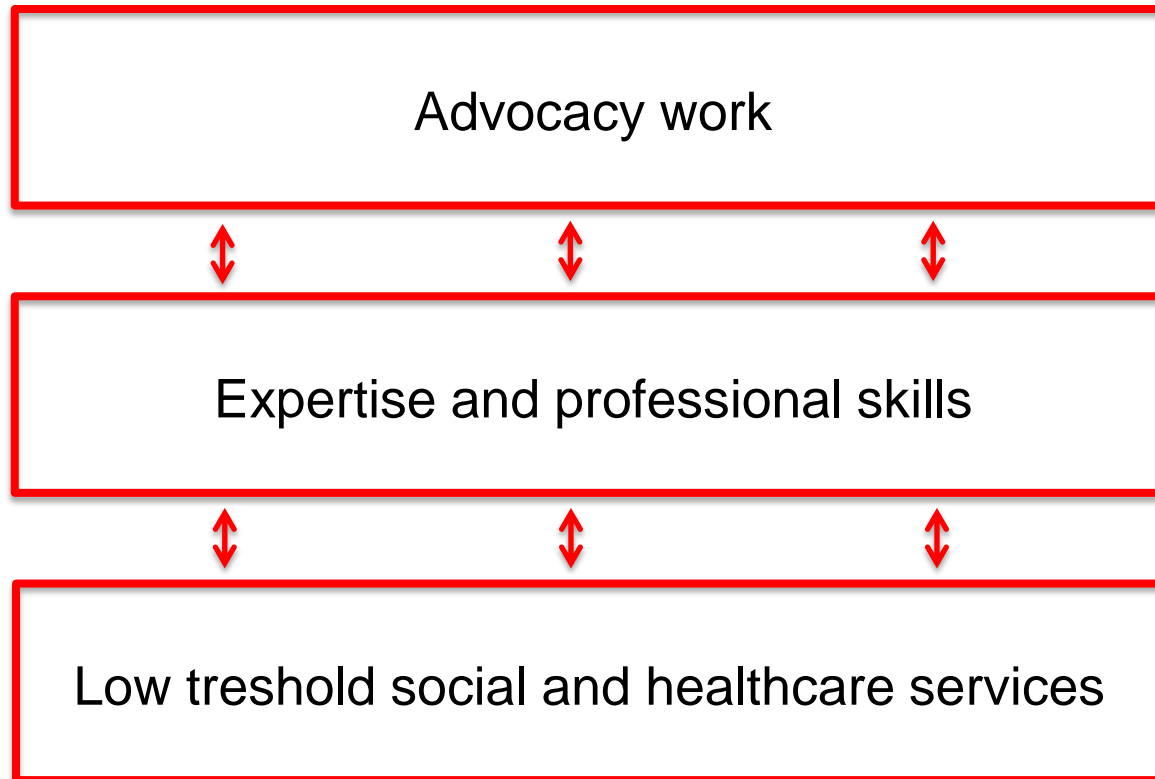 Advocacy work
Expertise and professional skills
Low treshold social and healthcare services